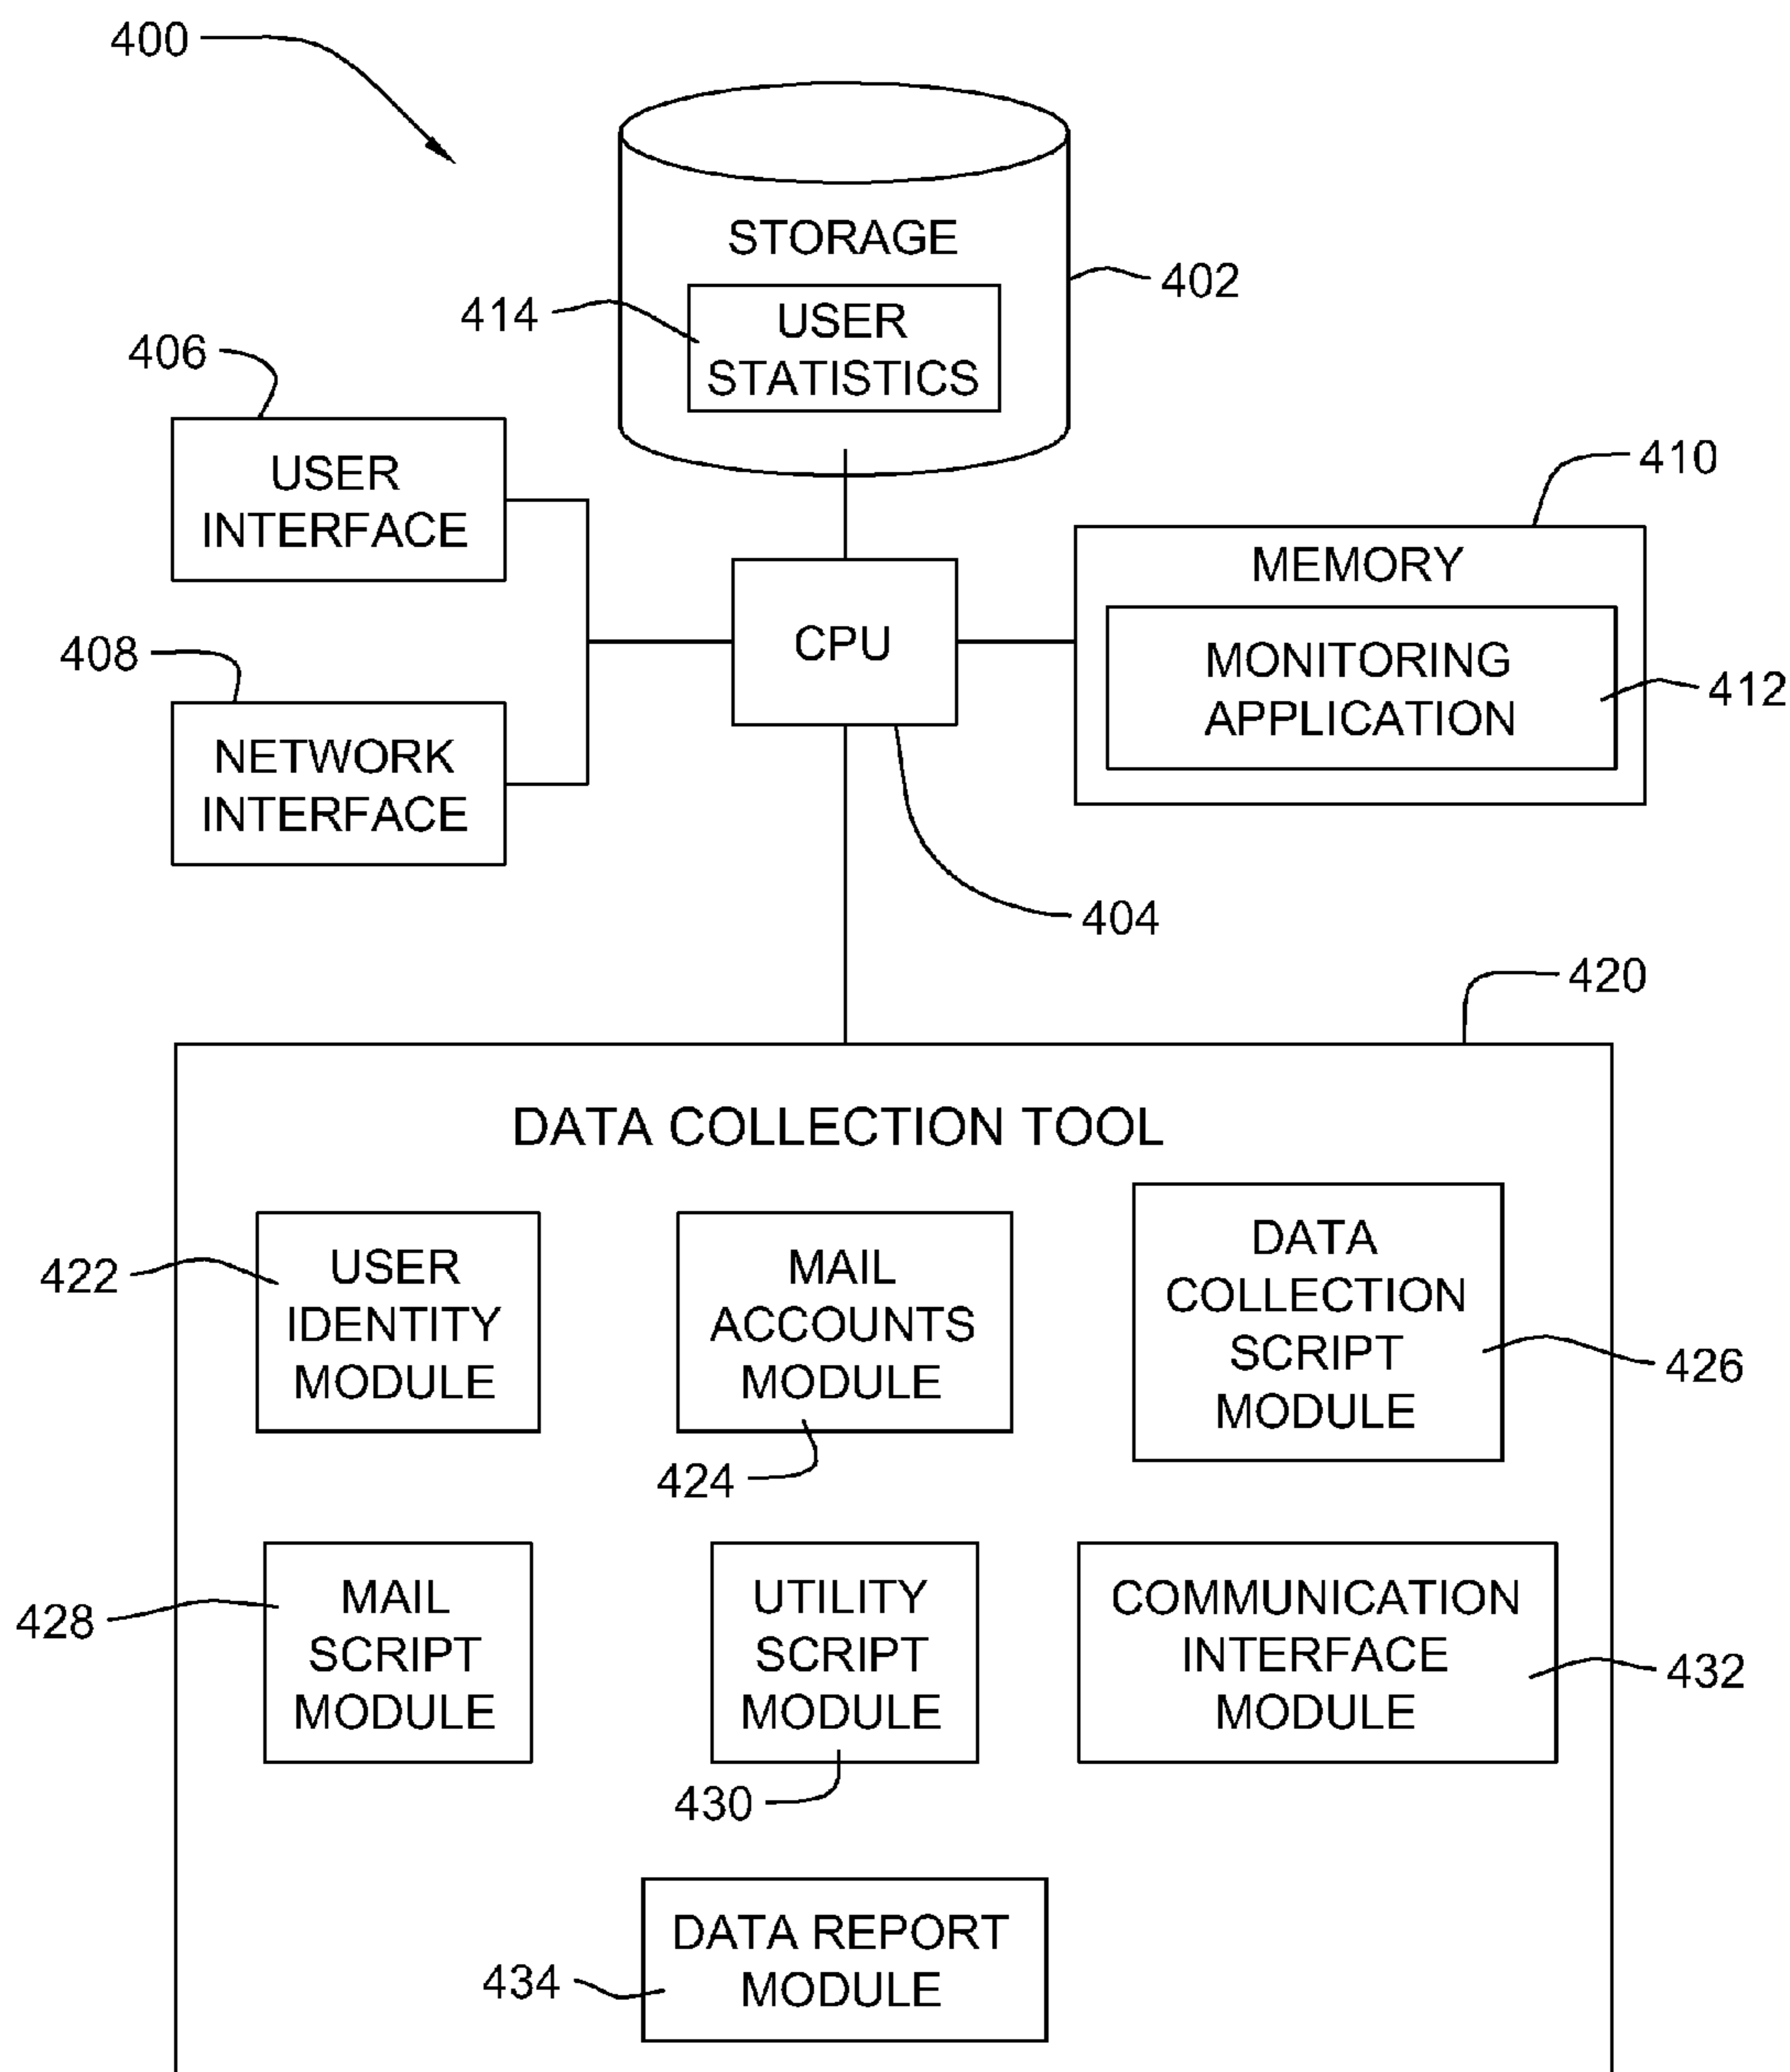 400
STORAGE
402
414
USER
STATISTICS
406
USER
INTERFACE
410
MEMORY
408
CPU
MONITORING
APPLICATION
412
NETWORK
INTERFACE
404
420
DATA COLLECTION TOOL
422
USER
IDENTITY
MODULE
MAIL
ACCOUNTS
MODULE
424
DATA
COLLECTION
SCRIPT
MODULE
426
428
MAIL
SCRIPT
MODULE
UTILITY
SCRIPT
MODULE
430
COMMUNICATION
INTERFACE
MODULE
432
DATA REPORT
MODULE
434